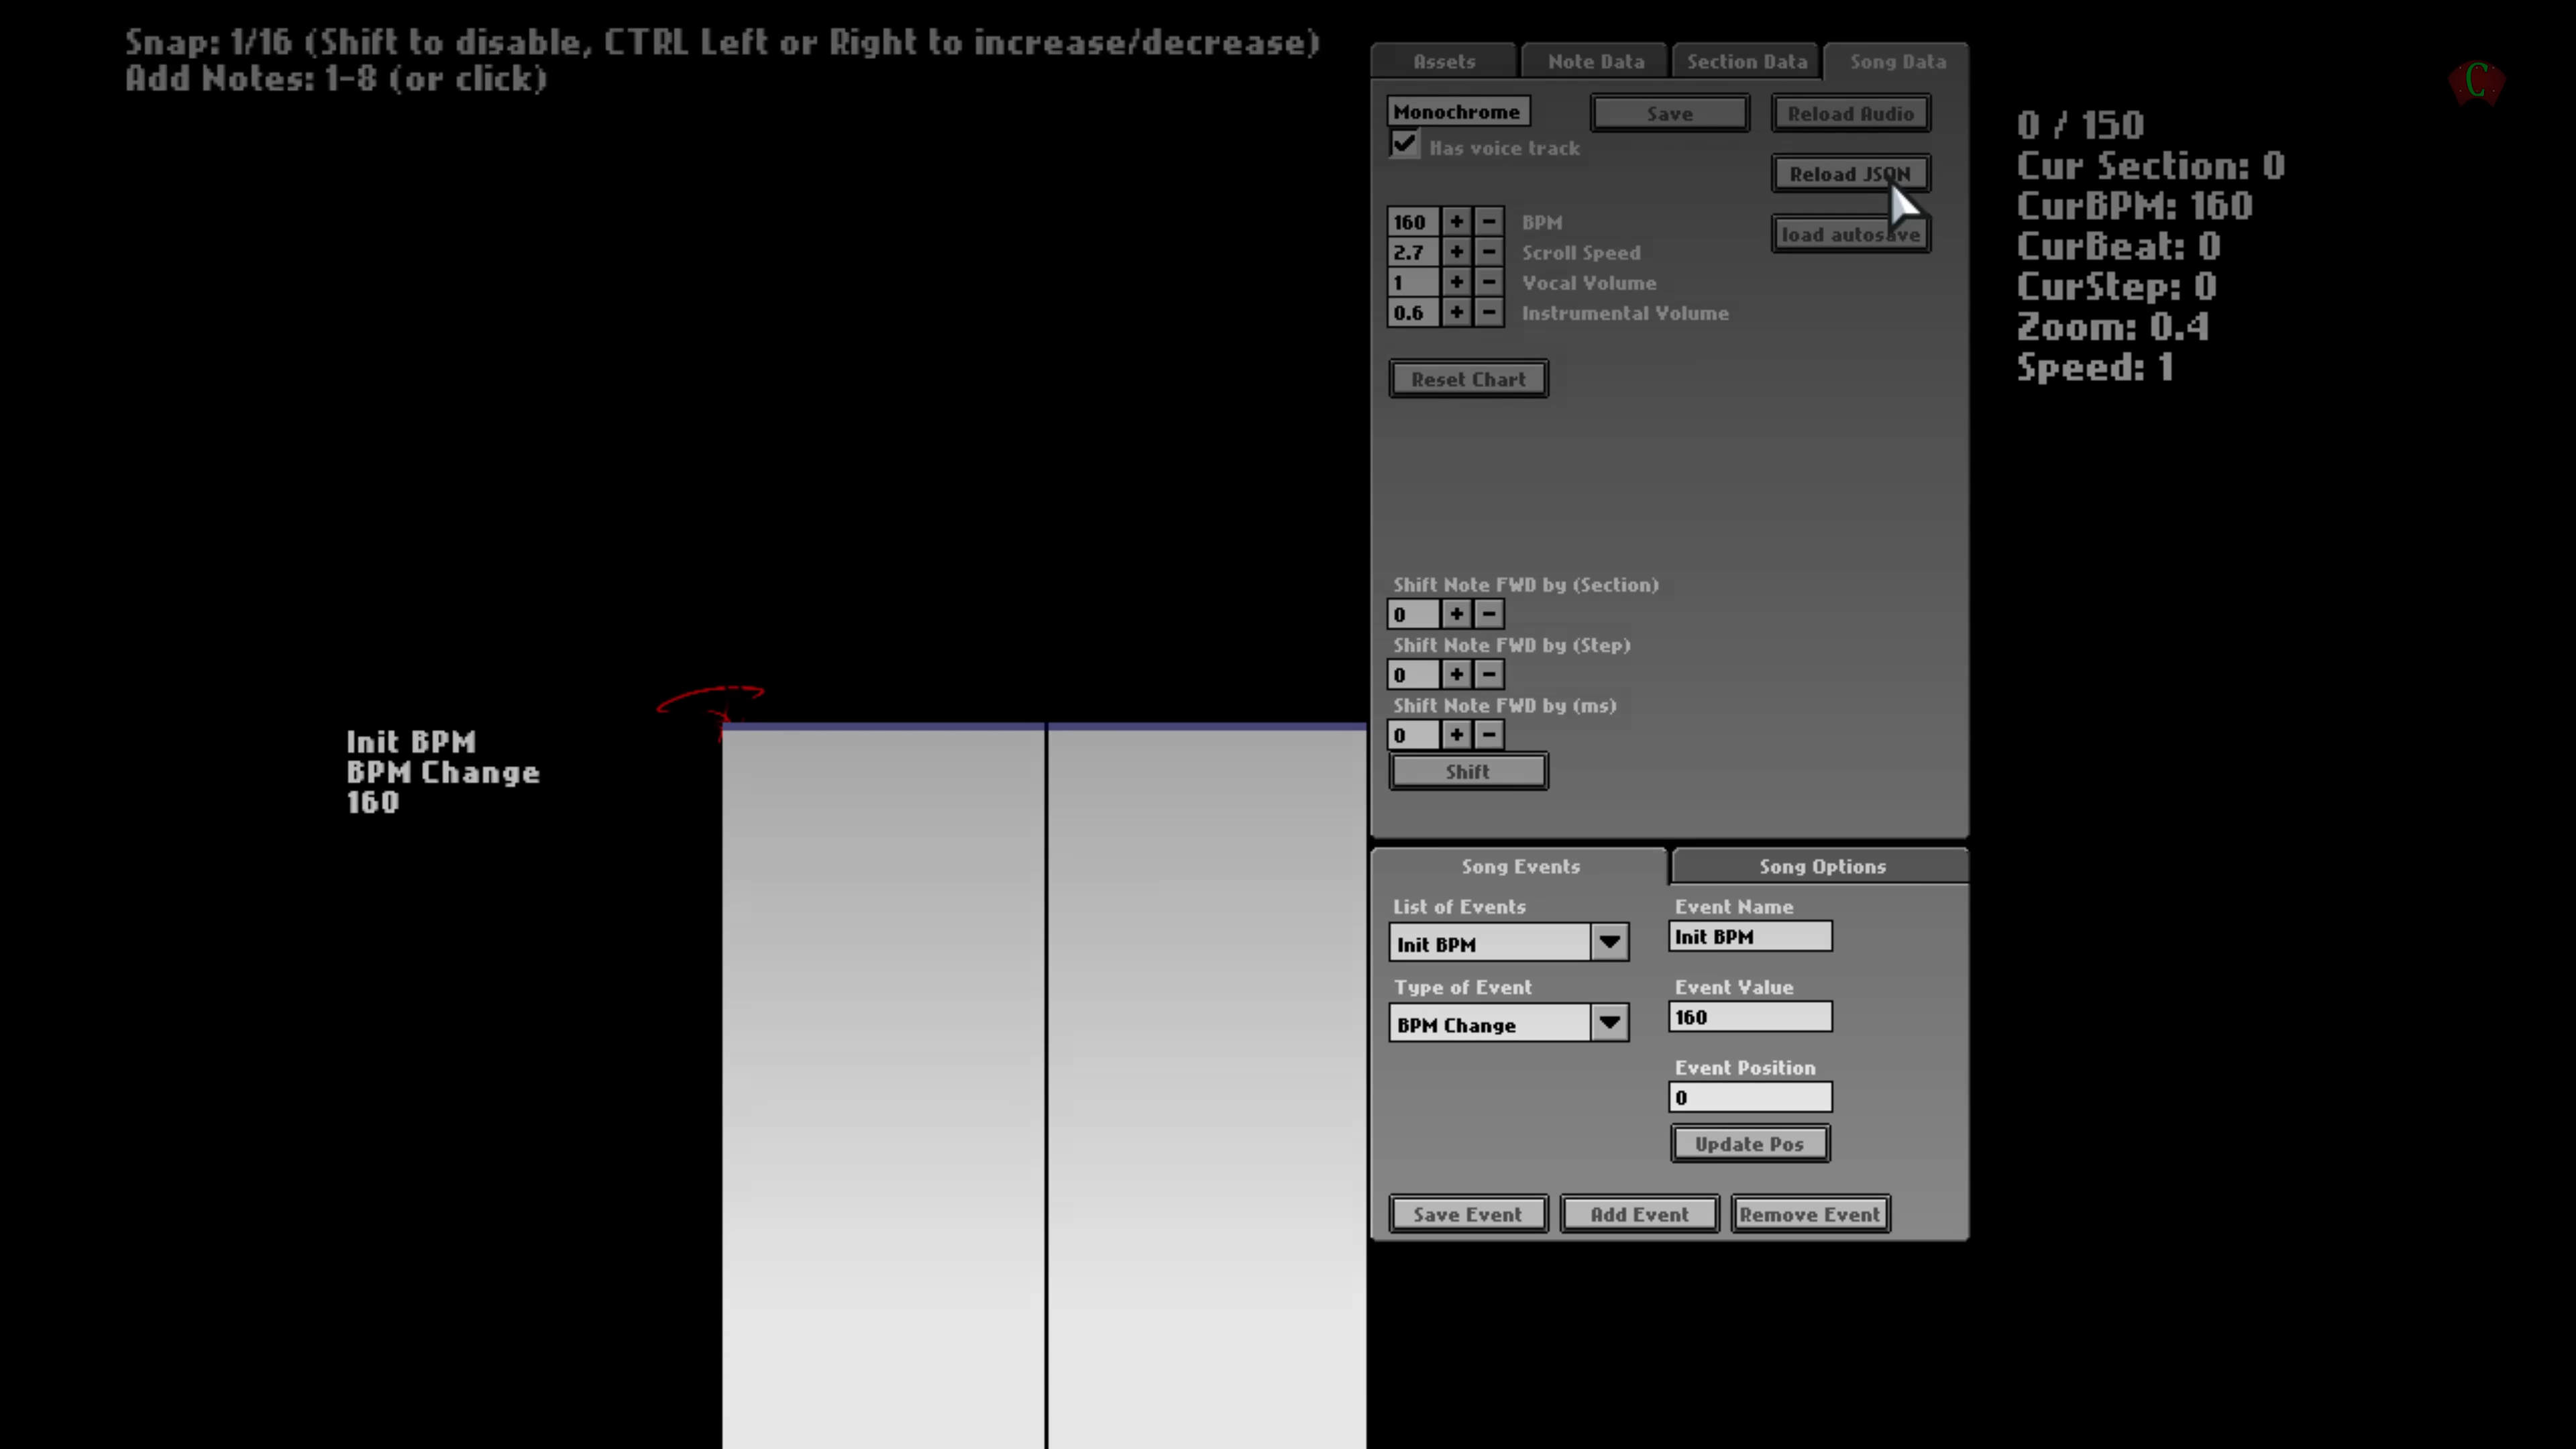 Snap: 1/16 (Shift to disable, CTRL Left or Right to increase/decrease)
Add Notes: 1-8 (or click)
Assets
Note Data
Section Data
Song Data
Monochrome
Save
Reload Audio
Has voice track
Reload JSON
load autosave
160 + - BPM
2.7 + - Scroll Speed
1 + - Vocal Volume
0.6 + - Instrumental Volume
Reset Chart
Shift Note FWD by (Section)
0 + -
Shift Note FWD by (Step)
0 + -
Shift Note FWD by (ms)
0 + -
Shift
C
0 / 150
Cur Section: 0
CurBPM: 160
CurBeat: 0
CurStep: 0
Zoom: 0.4
Speed: 1
Init BPM
BPM Change
160
Song Events
Song Options
List of Events
Event Name
Init BPM
Init BPM
Type of Event
Event Value
BPM Change
160
Event Position
0
Update Pos
Save Event
Add Event
Remove Event